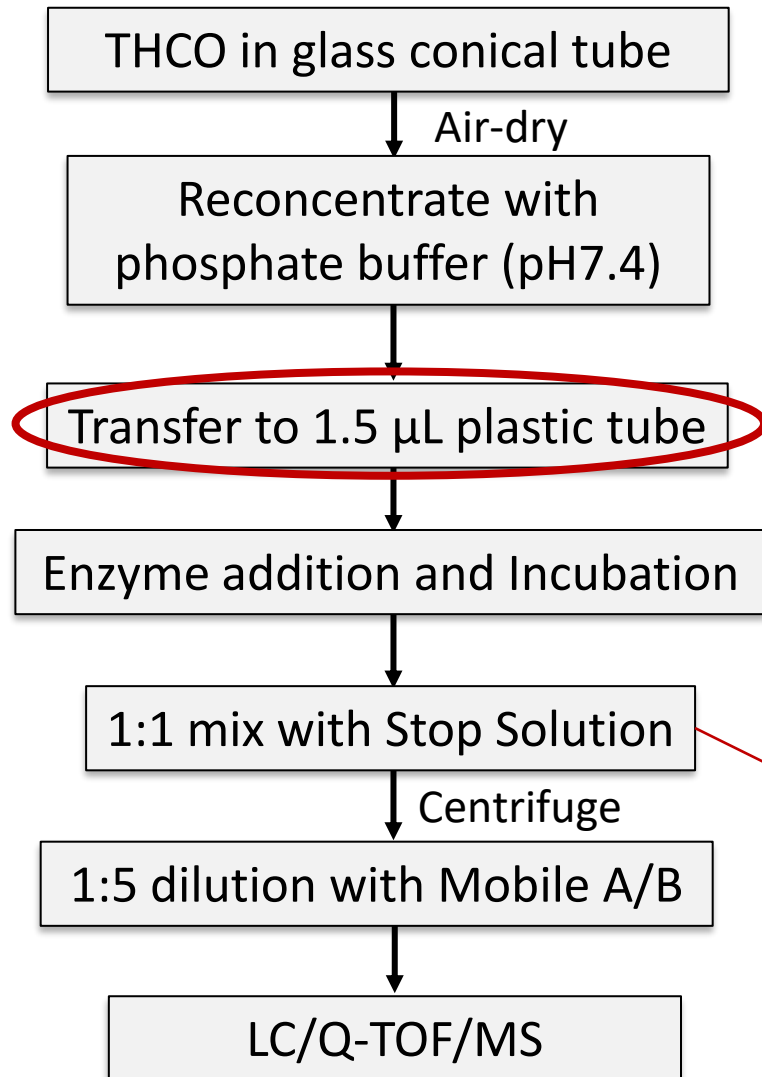 THCO in glass conical tube
Air-dry
Reconcentrate with
phosphate buffer (pH7.4)
Transfer to 1.5 µL plastic tube
Enzyme addition and Incubation
1:1 mix with Stop Solution
Centrifuge
1:5 dilution with Mobile A/B
LC/Q-TOF/MS